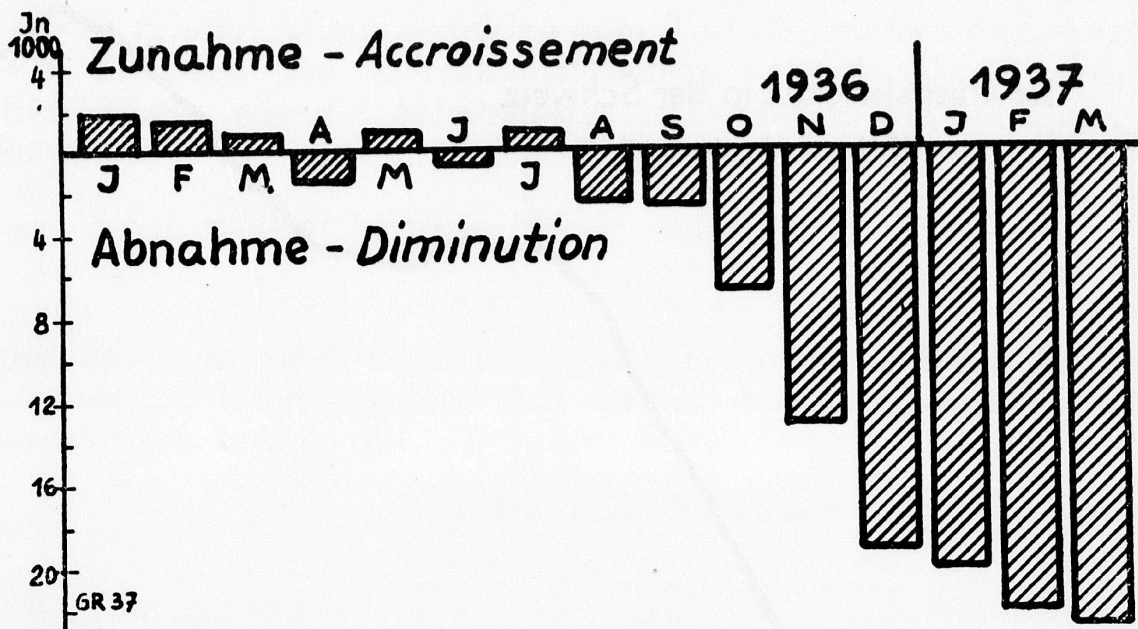 Jn
1000
Zunahme - Accroissement
4
1936 1937
A J A S O N D J F M
J F M. M J
4
Abnahme - Diminution
8
12
16
20
GR 37